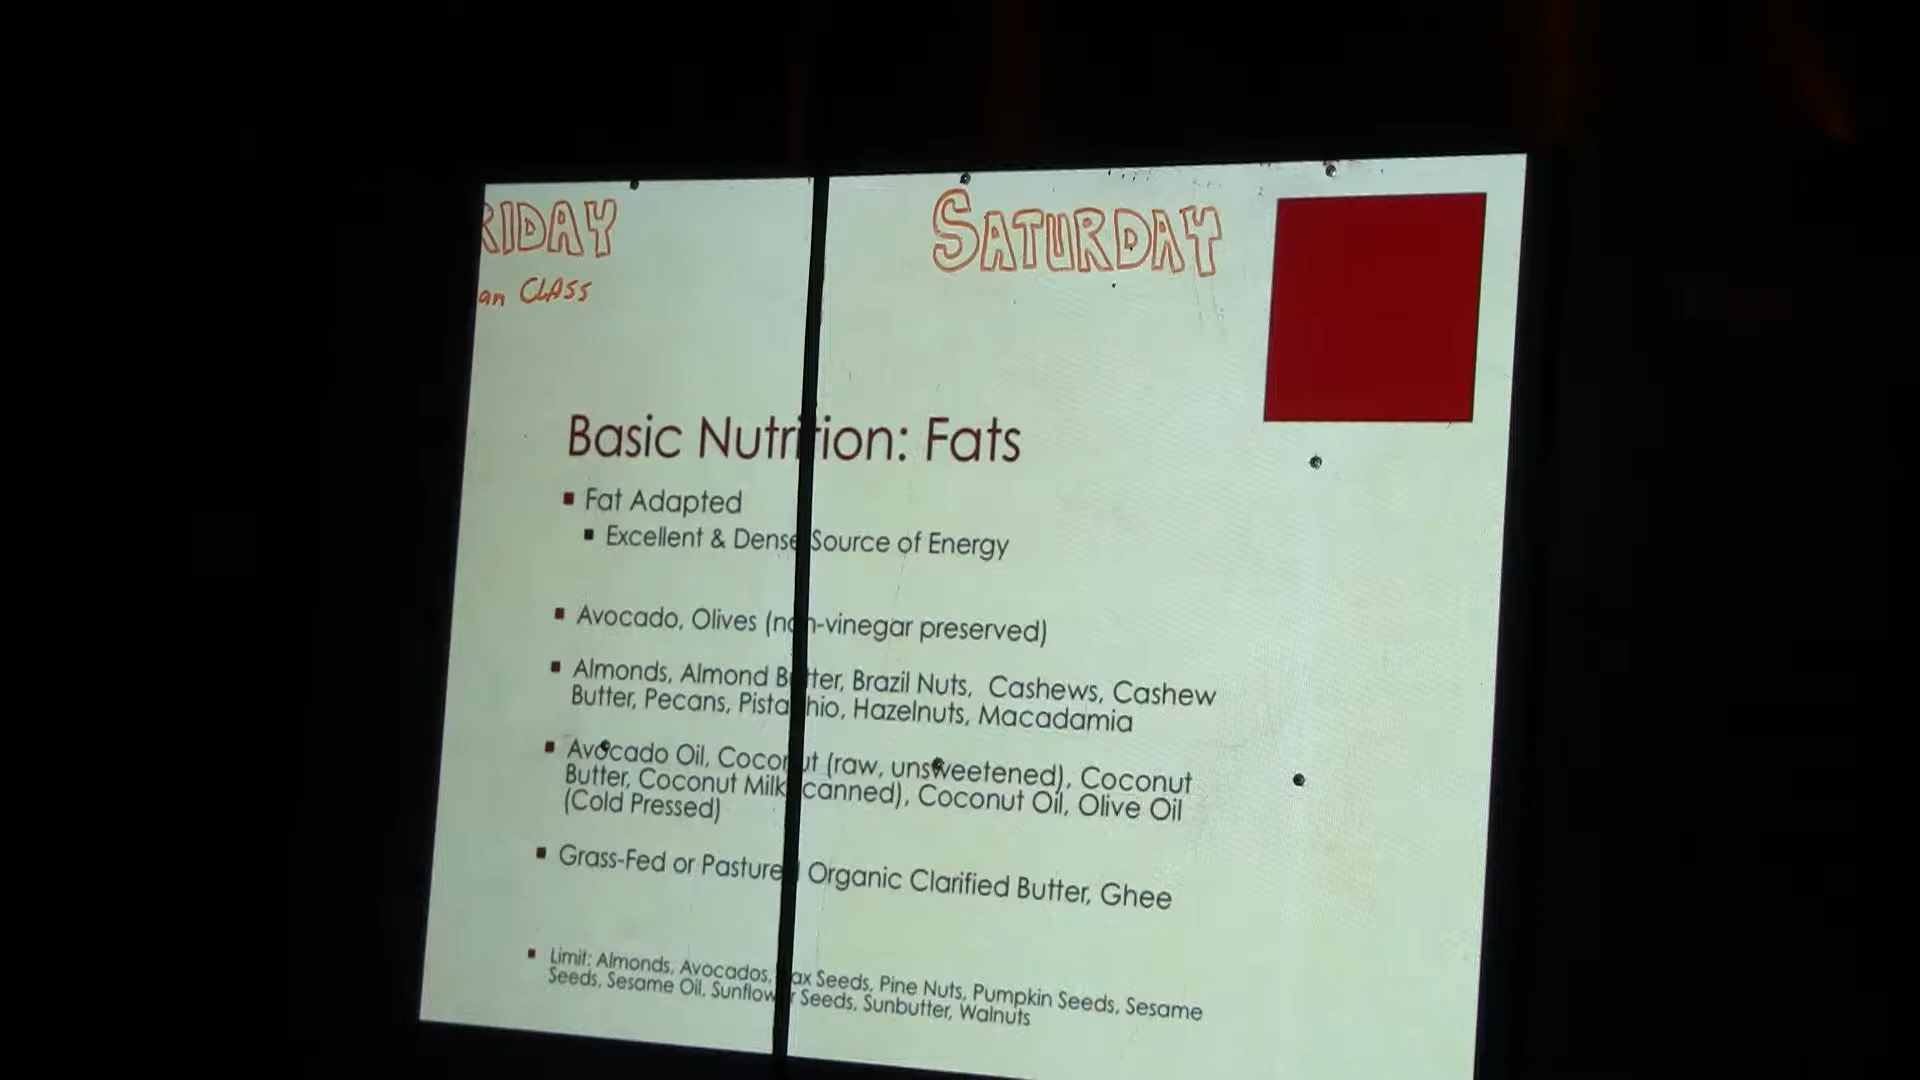 RIDAY
SATURDAY
an CLASS
Basic Nutrition: Fats
Fat Adapted
Excellent & Dense Source of Energy
Avocado, Olives (non-vinegar preserved)
Almonds, Almond Butter, Brazil Nuts, Cashews, Cashew
Butter, Pecans, Pistachio, Hazelnuts, Macadamia
Avocado Oil, Coconut (raw, unsweetened), Coconut
Butter, Coconut Milk (canned), Coconut Oil, Olive Oil
(Cold Pressed)
Grass-Fed or Pastured Organic Clarified Butter, Ghee
Limit: Almonds, Avocados, Flax Seeds, Pine Nuts, Pumpkin Seeds, Sesame
Seeds, Sesame Oil, Sunflower Seeds, Sunbutter, Walnuts